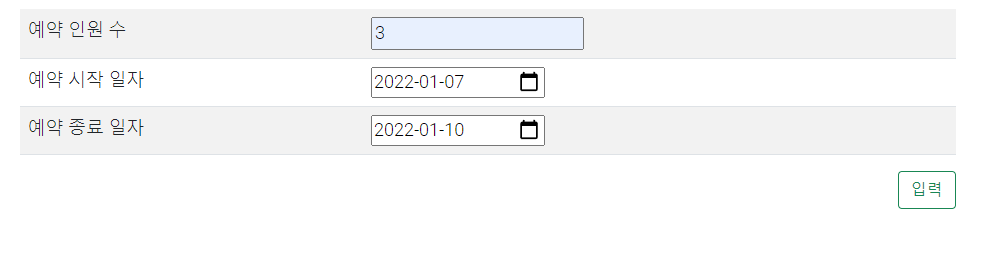 예약 인원 수 3
예약 시작 일자 2022-01-07
예약 종료 일자 2022-01-10
입력